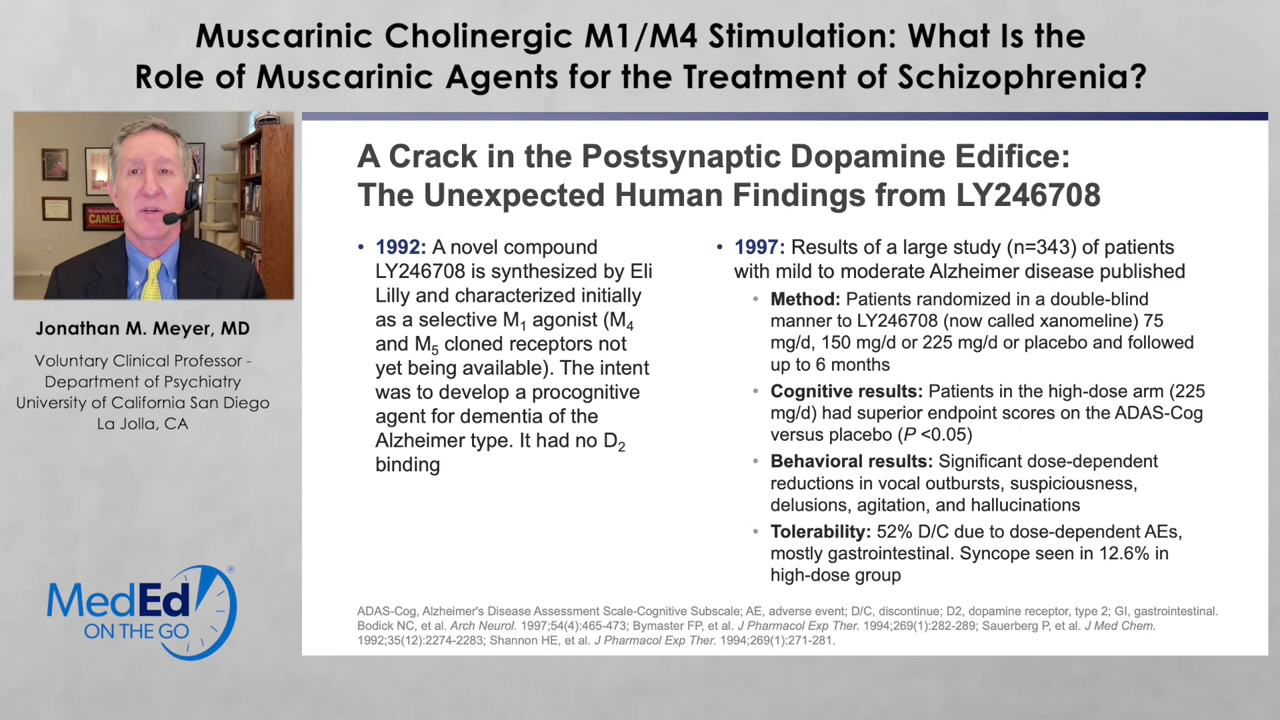 Muscarinic Cholinergic M1/M4 Stimulation: What Is the
Role of Muscarinic Agents for the Treatment of Schizophrenia?
CAMEL
Jonathan M. Meyer, MD
Voluntary Clinical Professor -
Department of Psychiatry
University of California San Diego
La Jolla, CA
MedEd®
ON THE GO
A Crack in the Postsynaptic Dopamine Edifice:
The Unexpected Human Findings from LY246708
• 1992: A novel compound
LY246708 is synthesized by Eli
Lilly and characterized initially
as a selective M1 agonist (M4
and M5 cloned receptors not
yet being available). The intent
was to develop a procognitive
agent for dementia of the
Alzheimer type. It had no D2
binding
• 1997: Results of a large study (n=343) of patients
with mild to moderate Alzheimer disease published
• Method: Patients randomized in a double-blind
manner to LY246708 (now called xanomeline) 75
mg/d, 150 mg/d or 225 mg/d or placebo and followed
up to 6 months
• Cognitive results: Patients in the high-dose arm (225
mg/d) had superior endpoint scores on the ADAS-Cog
versus placebo (P <0.05)
• Behavioral results: Significant dose-dependent
reductions in vocal outbursts, suspiciousness,
delusions, agitation, and hallucinations
• Tolerability: 52% D/C due to dose-dependent AEs,
mostly gastrointestinal. Syncope seen in 12.6% in
high-dose group
ADAS-Cog, Alzheimer's Disease Assessment Scale-Cognitive Subscale; AE, adverse event; D/C, discontinue; D2, dopamine receptor, type 2; GI, gastrointestinal.
Bodick NC, et al. Arch Neurol. 1997;54(4):465-473; Bymaster FP, et al. J Pharmacol Exp Ther. 1994;269(1):282-289; Sauerberg P, et al. J Med Chem.
1992;35(12):2274-2283; Shannon HE, et al. J Pharmacol Exp Ther. 1994;269(1):271-281.